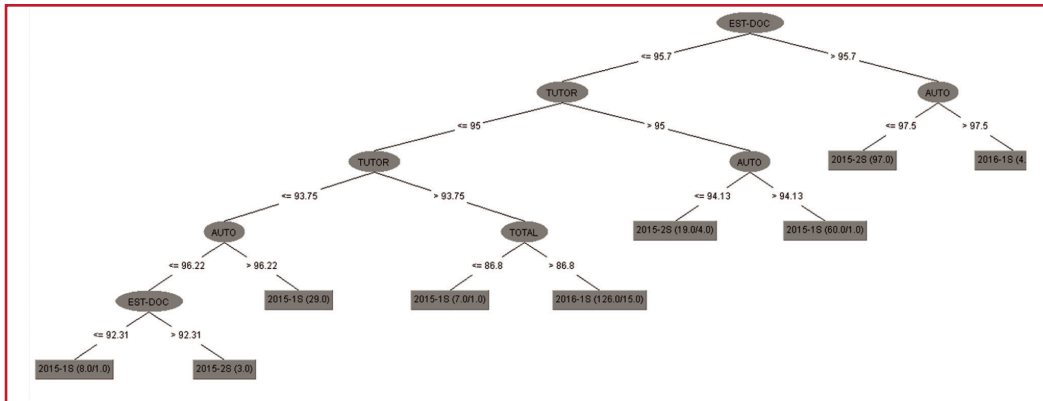 EST-DOC
<= 95.7 > 95.7
TUTOR AUTO
<= 95 > 95 <= 97.5 > 97.5
TUTOR AUTO 2015-2S (97.0) 2016-1S (4.
<= 93.75 > 93.75 <= 94.13 > 94.13
AUTO TOTAL 2015-2S (19.0/4.0) 2015-1S (60.0/1.0)
<= 96.22 > 96.22 <= 86.8 > 86.8
EST-DOC 2015-1S (29.0) 2015-1S (7.0/1.0) 2016-1S (126.0/15.0)
<= 92.31 > 92.31
2015-1S (8.0/1.0) 2015-2S (3.0)